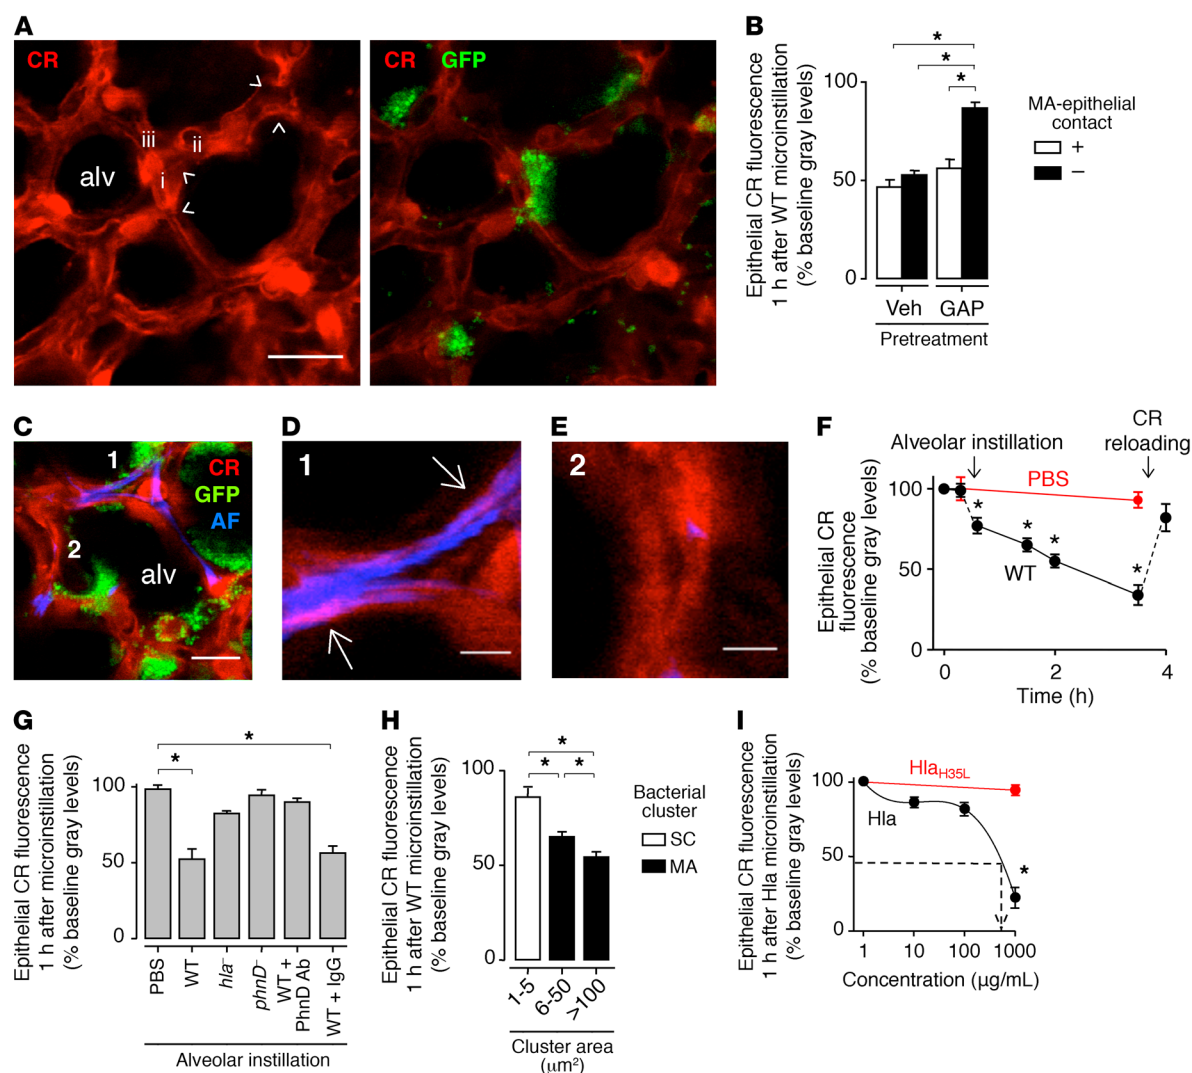 A
CR
iii
ii
i
alv
CR GFP
B
Epithelial CR fluorescence
1 h after WT microinstillation
(% baseline gray levels)
100
50
0
*
*
*
Veh GAP
Pretreatment
MA-epithelial
contact
+
–
C
1
CR
GFP
AF
2
alv
D
1
E
2
F
CR
reloading
Alveolar instillation
PBS
WT
*
*
*
*
Epithelial CR
fluorescence
(% baseline gray levels)
100
50
0
0 2 4
Time (h)
G
Epithelial CR fluorescence
1 h after microinstillation
(% baseline gray levels)
100
50
0
*
*
PBS
WT
hla–
phnD–
WT +
PhnD Ab
WT + IgG
Alveolar instillation
H
Epithelial CR fluorescence
1 h after WT microinstillation
(% baseline gray levels)
100
50
0
*
* *
1-5
6-50
>100
Cluster area
(µm²)
Bacterial
cluster
SC
MA
I
Epithelial CR fluorescence
1 h after Hla microinstillation
(% baseline gray levels)
100
50
0
HlaH35L
Hla
*
1 10 100 1000
Concentration (µg/mL)